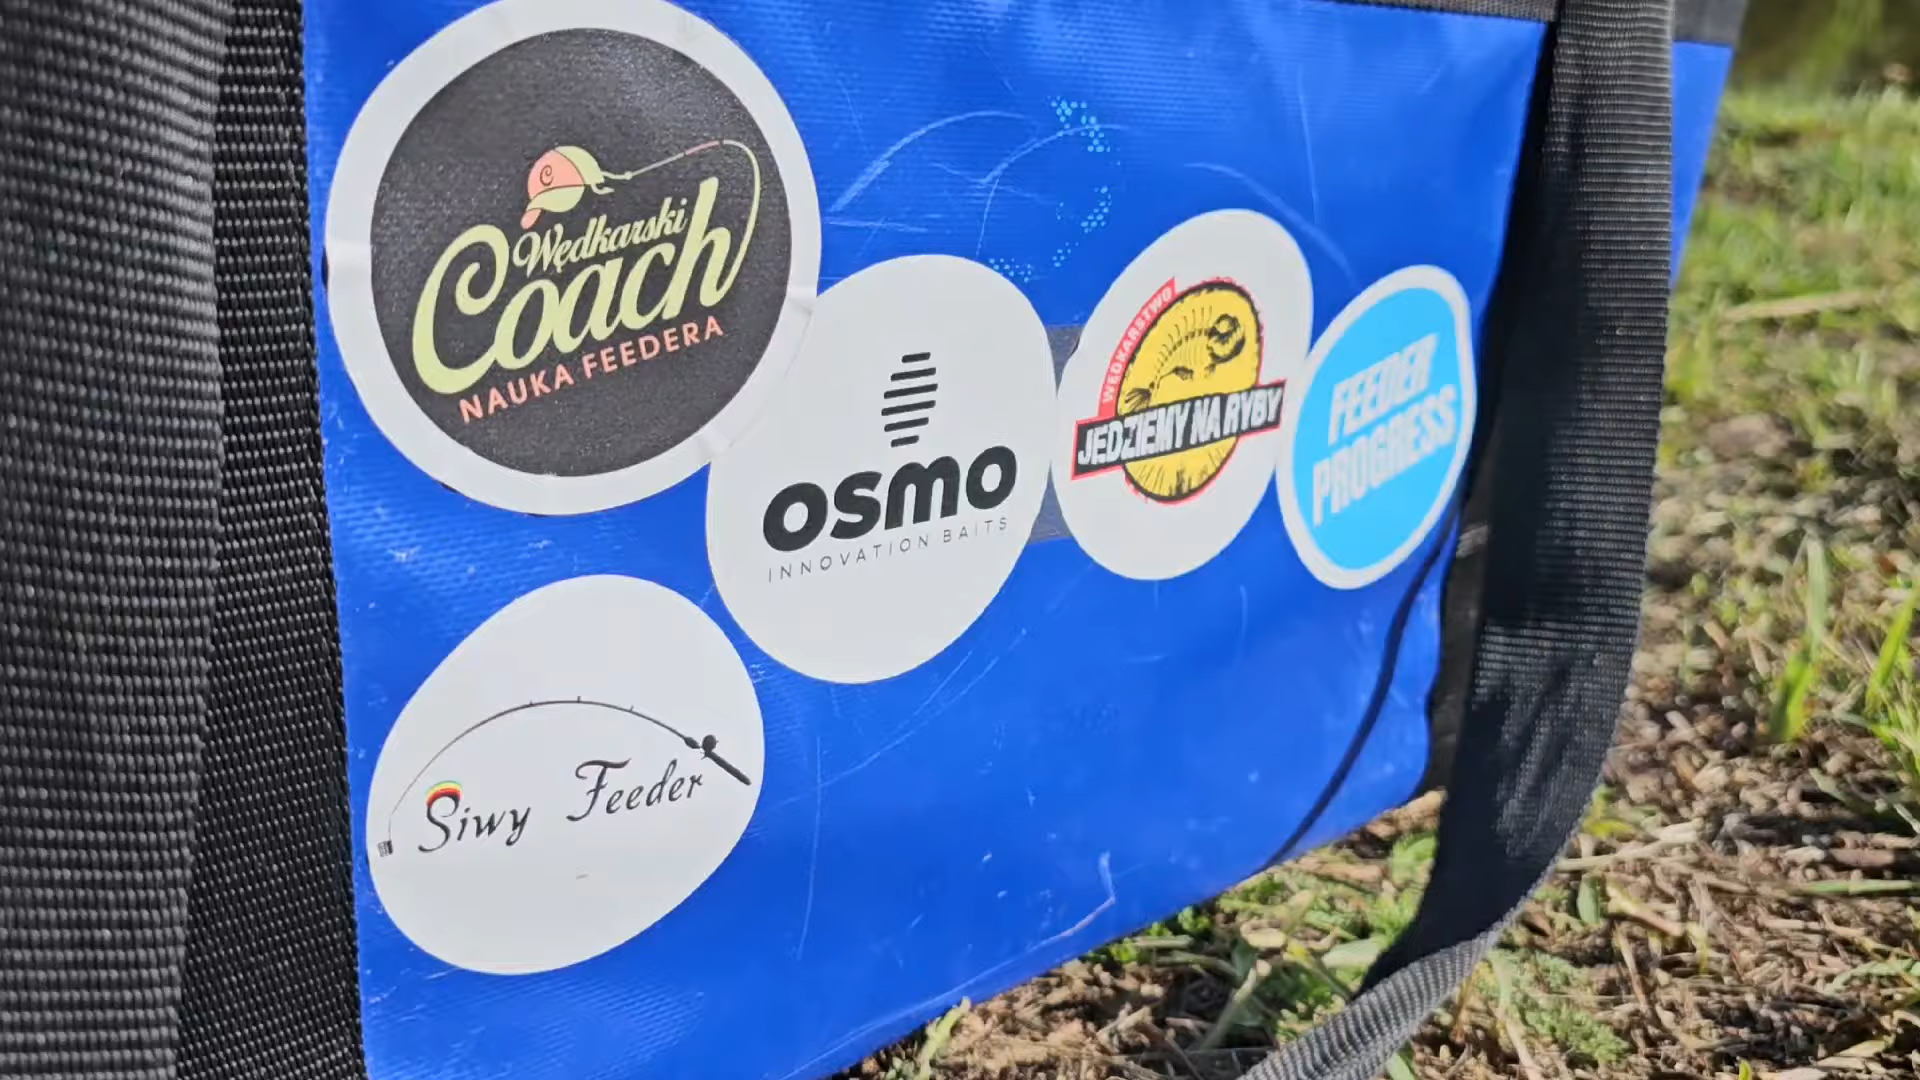 Wędkarski
Coach
NAUKA FEEDERA
OSMO
INNOVATION BAITS
WĘDKARSTWO
JEDZIEMY NA RYBY
FEEDER
PROGRESS
Siwy Feeder